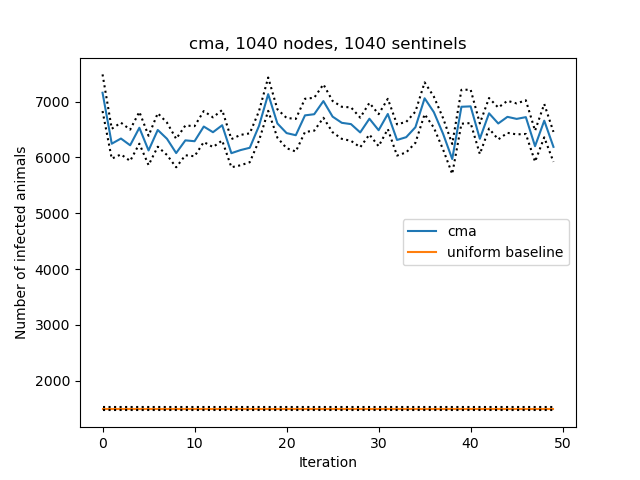 cma, 1040 nodes, 1040 sentinels
Number of infected animals
7000
6000
5000
4000
3000
2000
cma
uniform baseline
0
10
20
30
40
50
Iteration